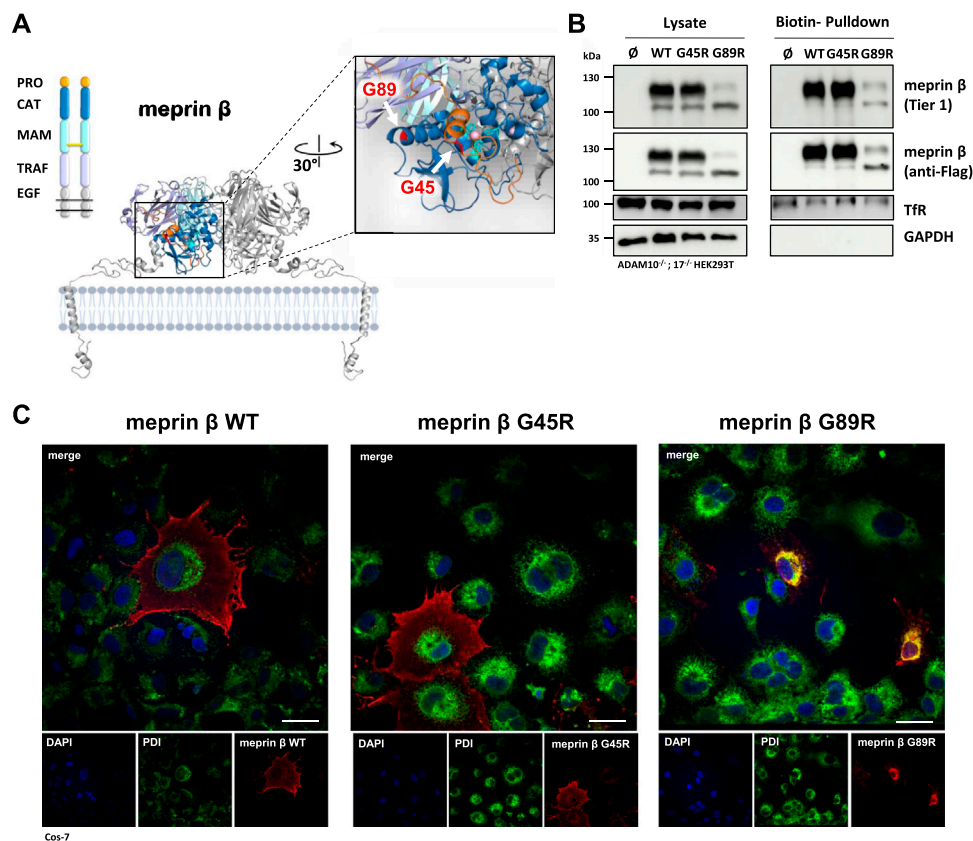 A
PRO
CAT
MAM
TRAF
EGF
meprin β
30°
G89
G45
B
Lysate
Biotin- Pulldown
kDa
Ø WT G45R G89R
Ø WT G45R G89R
130
100
meprin β
(Tier 1)
130
100
meprin β
(anti-Flag)
100
TfR
35
GAPDH
ADAM10-/- ; 17-/- HEK293T
C
meprin β WT
meprin β G45R
meprin β G89R
merge
merge
merge
DAPI
PDI
meprin β WT
DAPI
PDI
meprin β G45R
DAPI
PDI
meprin β G89R
Cos-7